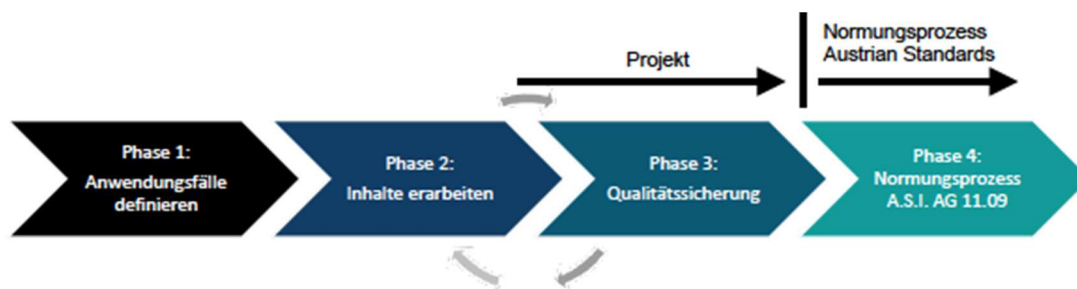 Projekt
Normungsprozess
Austrian Standards
Phase 1:
Anwendungsfälle
definieren
Phase 2:
Inhalte erarbeiten
Phase 3:
Qualitätssicherung
Phase 4:
Normungsprozess
A.S.I. AG 11.09